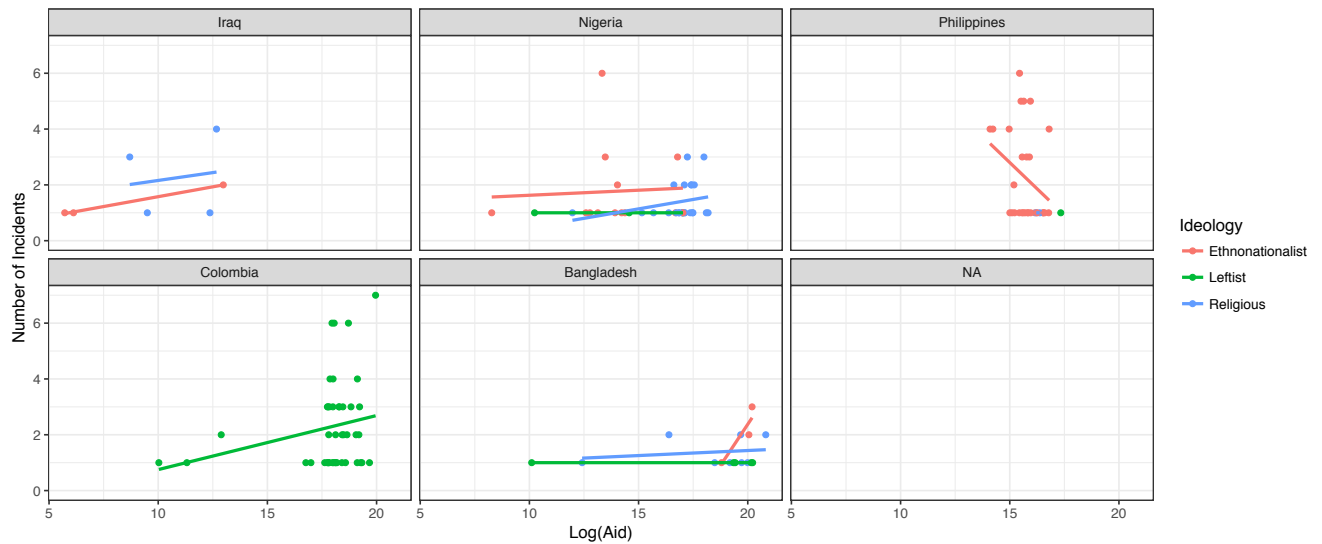 Iraq Nigeria Philippines
6
4
2
0
Colombia Bangladesh NA
6
4
2
0
5 10 15 20 5 10 15 20 5 10 15 20
Log(Aid)
Number of Incidents
Ideology
Ethnonationalist
Leftist
Religious